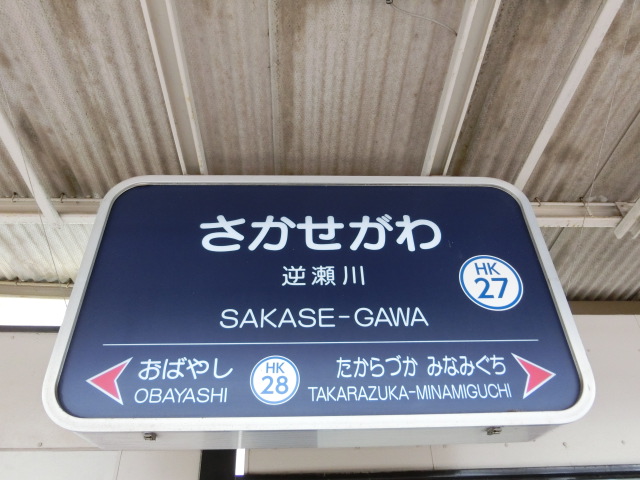 さかせがわ
逆瀬川
HK
27
SAKASE-GAWA
おばやし
OBAYASHI
HK
28
たからづか みなみぐち
TAKARAZUKA-MINAMIGUCHI